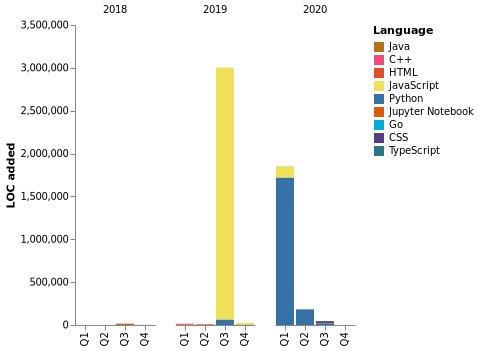 2018
2019
2020
3,500,000
3,000,000
2,500,000
2,000,000
1,500,000
1,000,000
500,000
0
LOC added
Q1
Q2
Q3
Q4
Q1
Q2
Q3
Q4
Q1
Q2
Q3
Q4
Language
Java
C++
HTML
JavaScript
Python
Jupyter Notebook
Go
CSS
TypeScript